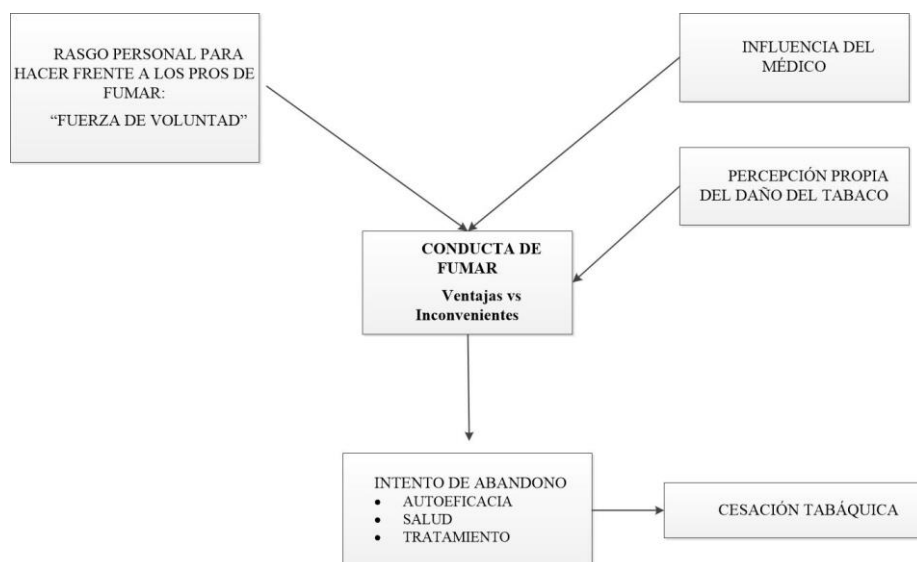 RASGO PERSONAL PARA
HACER FRENTE A LOS PROS DE
FUMAR:
“FUERZA DE VOLUNTAD”
INFLUENCIA DEL
MÉDICO
PERCEPCIÓN PROPIA
DEL DAÑO DEL TABACO
CONDUCTA DE
FUMAR
Ventajas vs
Inconvenientes
INTENTO DE ABANDONO
• AUTOEFICACIA
• SALUD
• TRATAMIENTO
CESACIÓN TABÁQUICA